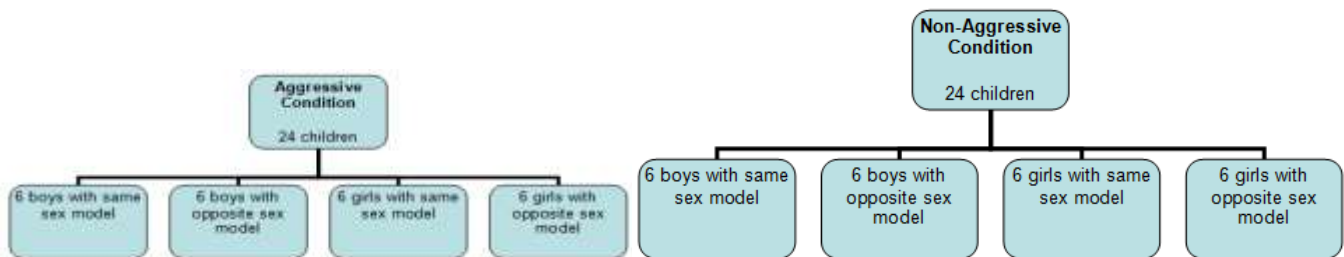 Aggressive
Condition
24 children
6 boys with same
sex model
6 boys with
opposite sex
model
6 girls with same
sex model
6 girls with
opposite sex
model
Non-Aggressive
Condition
24 children
6 boys with same
sex model
6 boys with
opposite sex
model
6 girls with same
sex model
6 girls with
opposite sex
model